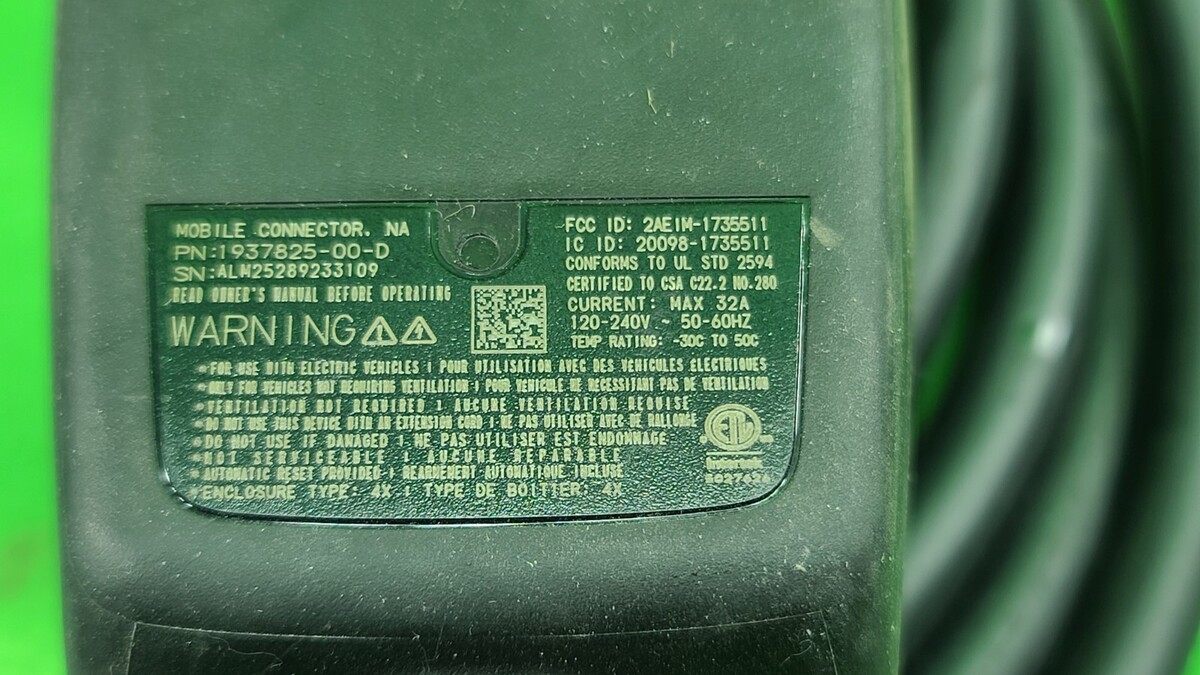 MOBILE CONNECTOR, NA
PN:1937825-00-D
SN:ALM25289233109
READ OWNER'S MANUAL BEFORE OPERATING
WARNING
FCC ID: 2AEIM-1735511
IC ID: 20098-1735511
CONFORMS TO UL STD 2594
CERTIFIED TO CSA C22.2 NO.280
CURRENT: MAX 32A
120-240V ~ 50-60HZ
TEMP RATING: -30C TO 50C
*FOR USE WITH ELECTRIC VEHICLES | POUR UTILISATION AVEC DES VEHICULES ELECTRIQUES
*ONLY FOR VEHICLES NOT REQUIRING VENTILATION | POUR VEHICULE NE NECESSITANT PAS DE VENTILATION
*VENTILATION NOT REQUIRED | AUCUNE VENTILATION REQUISE
*DO NOT USE THIS DEVICE WITH AN EXTENSION CORD | NE PAS UTILISER AVEC DE RALLONGE
*DO NOT USE IF DAMAGED | NE PAS UTILISER EST ENDONMAGE
*NOT SERVICEABLE | AUCUNE REPARABLE
*AUTOMATIC RESET PROVIDED | REARMEMENT AUTOMATIQUE INCLUSE
*ENCLOSURE TYPE: 4X | TYPE DE BOITIER: 4X
ETL
Intertek